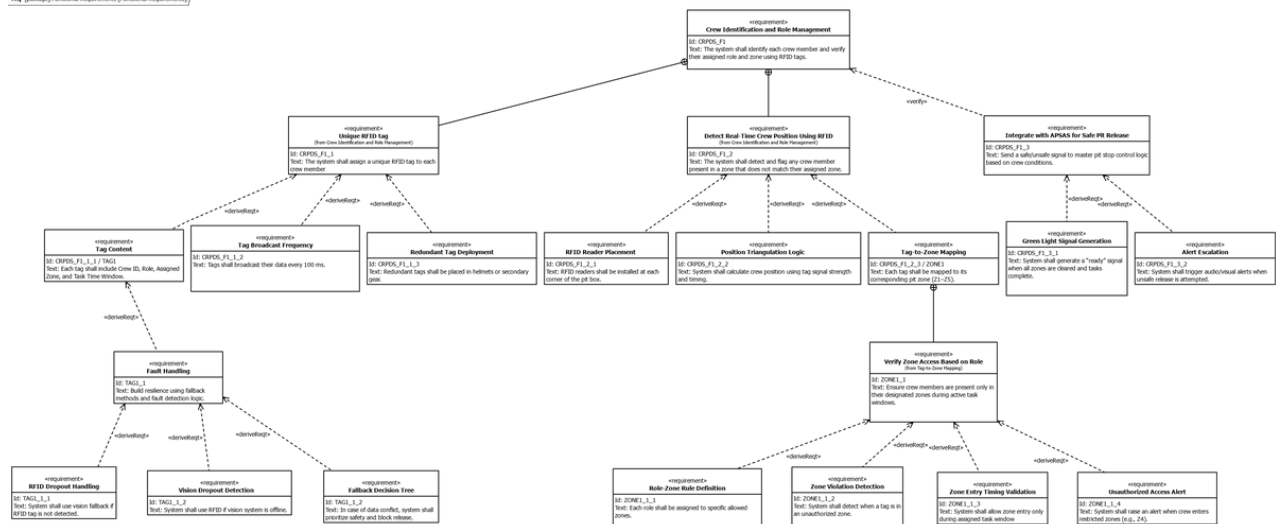 «requirement»
Crew Identification and Role Management
Id: CRPDS_F1
Text: The system shall identify each crew member and verify
their assigned role and zone using RFID tags.
«verify»
«requirement»
Unique RFID tag
(from Crew Identification and Role Management)
Id: CRPDS_F1_1
Text: The system shall assign a unique RFID tag to each
crew member
«requirement»
Detect Real-Time Crew Position Using RFID
(from Crew Identification and Role Management)
Id: CRPDS_F1_2
Text: The system shall detect and flag any crew member
present in a zone that does not match their assigned zone.
«requirement»
Integrate with APSAS for Safe PR Release
Id: CRPDS_F1_3
Text: Send a safe/unsafe signal to master pit stop control logic
based on crew conditions.
«deriveReqt»
«deriveReqt»
«deriveReqt»
«deriveReqt»
«deriveReqt»
«deriveReqt»
«deriveReqt»
«deriveReqt»
«requirement»
Tag Content
Id: CRPDS_F1_1_1 / TAG1
Text: Each tag shall include Crew ID, Role, Assigned
Zone, and Task Time Window.
«requirement»
Tag Broadcast Frequency
Id: CRPDS_F1_1_2
Text: Tags shall broadcast their data every 100 ms.
«requirement»
Redundant Tag Deployment
Id: CRPDS_F1_1_3
Text: Redundant tags shall be placed in helmets or secondary
gear.
«requirement»
RFID Reader Placement
Id: CRPDS_F1_2_1
Text: RFID readers shall be installed at each
corner of the pit box.
«requirement»
Position Triangulation Logic
Id: CRPDS_F1_2_2
Text: System shall calculate crew position using tag signal strength
and timing.
«requirement»
Tag-to-Zone Mapping
Id: CRPDS_F1_2_3 / ZONE1
Text: Each tag shall be mapped to its
corresponding pit zone (Z1–Z5).
«requirement»
Green Light Signal Generation
Id: CRPDS_F1_3_1
Text: System shall generate a "ready" signal
when all zones are cleared and tasks
complete.
«requirement»
Alert Escalation
Id: CRPDS_F1_3_2
Text: System shall trigger audio/visual alerts when
unsafe release is attempted.
«deriveReqt»
«requirement»
Fault Handling
Id: TAG1_1
Text: Build resilience using fallback
methods and fault detection logic.
«requirement»
Verify Zone Access Based on Role
(from Tag-to-Zone Mapping)
Id: ZONE1_1
Text: Ensure crew members are present only in
their designated zones during active task
windows.
«deriveReqt»
«deriveReqt»
«deriveReqt»
«deriveReqt»
«deriveReqt»
«deriveReqt»
«deriveReqt»
«requirement»
RFID Dropout Handling
Id: TAG1_1_1
Text: System shall use vision fallback if
RFID tag is not detected.
«requirement»
Vision Dropout Detection
Id: TAG1_1_2
Text: System shall use RFID if vision system is offline.
«requirement»
Fallback Decision Tree
Id: TAG1_1_2
Text: In case of data conflict, system shall
prioritize safety and block release.
«requirement»
Role-Zone Rule Definition
Id: ZONE1_1_1
Text: Each role shall be assigned to specific allowed
zones.
«requirement»
Zone Violation Detection
Id: ZONE1_1_2
Text: System shall detect when a tag is in
an unauthorized zone.
«requirement»
Zone Entry Timing Validation
Id: ZONE1_1_3
Text: System shall allow zone entry only
during assigned task window
«requirement»
Unauthorized Access Alert
Id: ZONE1_1_4
Text: System shall raise an alert when crew enters
restricted zones (e.g., Z4).